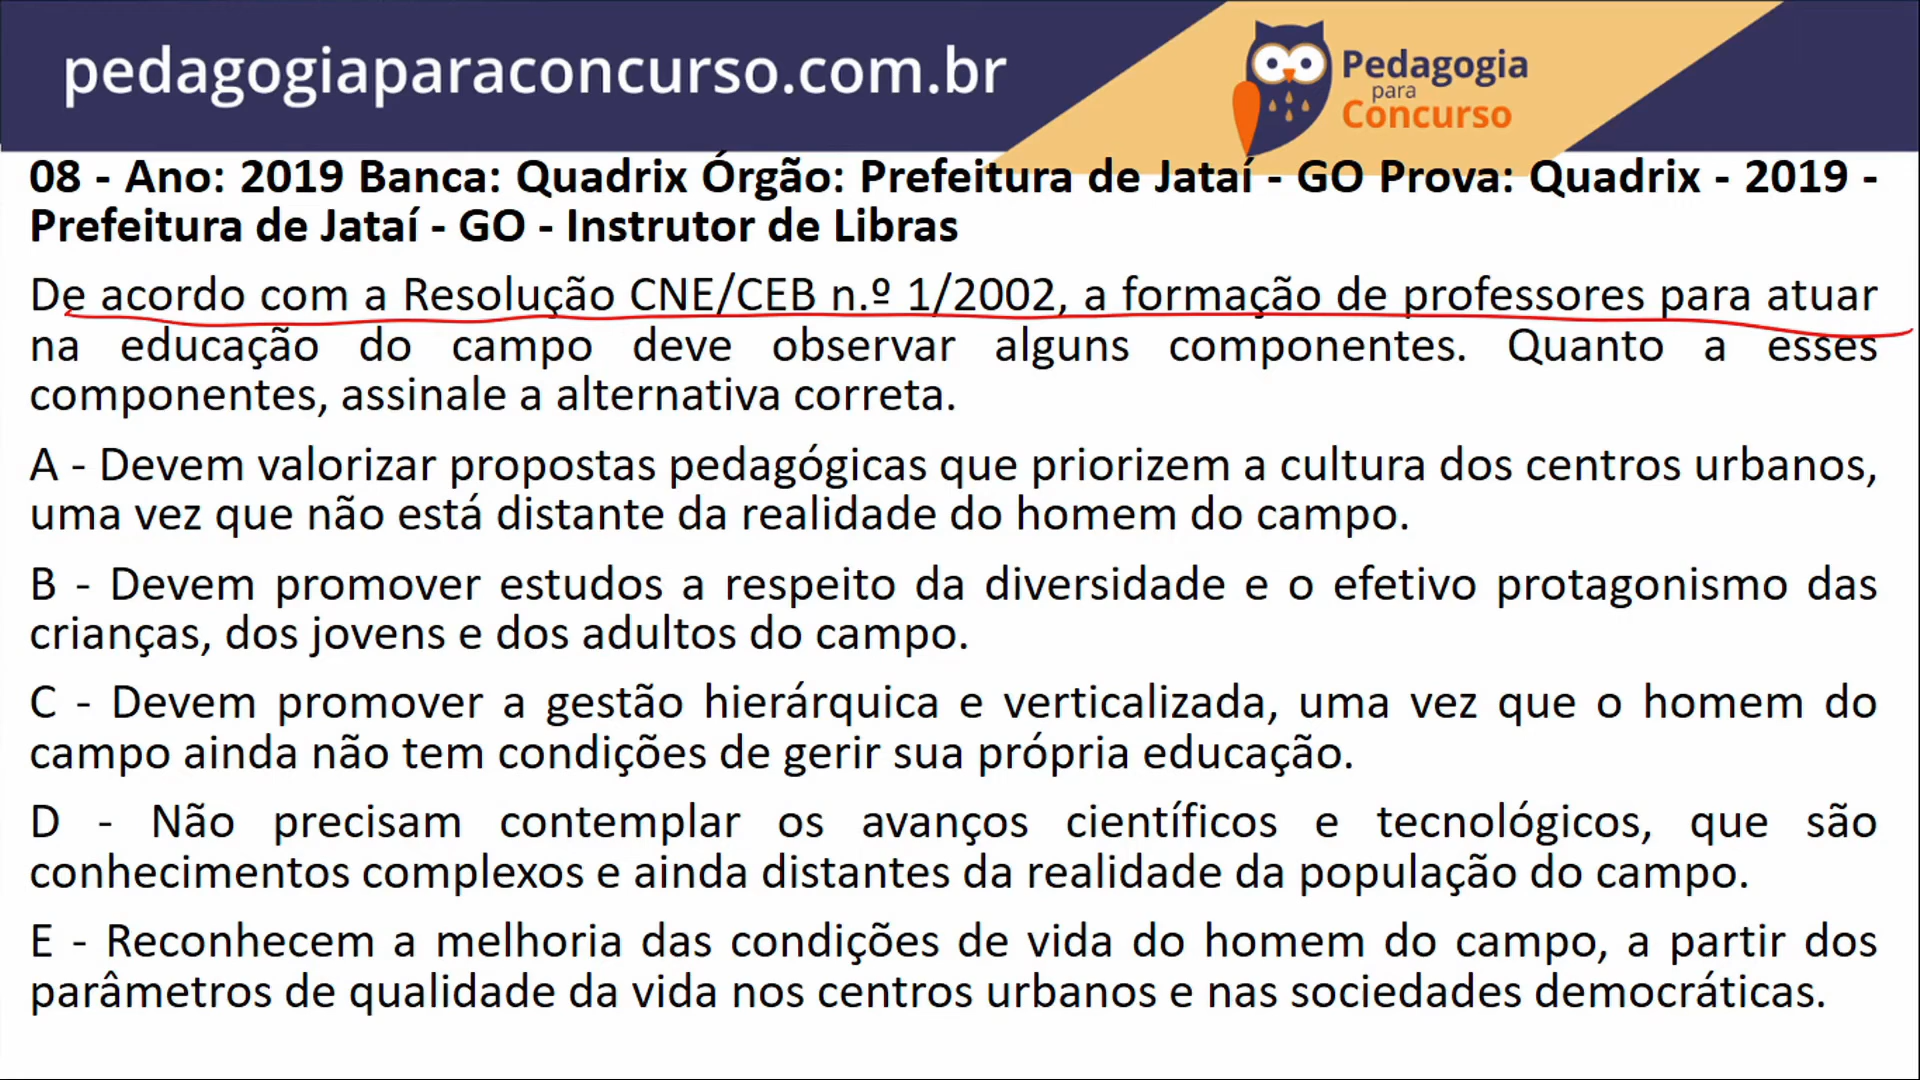 pedagogiaparaconcurso.com.br
Pedagogia
para
Concurso
08 - Ano: 2019 Banca: Quadrix Órgão: Prefeitura de Jataí - GO Prova: Quadrix - 2019 -
Prefeitura de Jataí - GO - Instrutor de Libras
De acordo com a Resolução CNE/CEB n.º 1/2002, a formação de professores para atuar
na educação do campo deve observar alguns componentes. Quanto a esses
componentes, assinale a alternativa correta.
A - Devem valorizar propostas pedagógicas que priorizem a cultura dos centros urbanos,
uma vez que não está distante da realidade do homem do campo.
B - Devem promover estudos a respeito da diversidade e o efetivo protagonismo das
crianças, dos jovens e dos adultos do campo.
C - Devem promover a gestão hierárquica e verticalizada, uma vez que o homem do
campo ainda não tem condições de gerir sua própria educação.
D - Não precisam contemplar os avanços científicos e tecnológicos, que são
conhecimentos complexos e ainda distantes da realidade da população do campo.
E - Reconhecem a melhoria das condições de vida do homem do campo, a partir dos
parâmetros de qualidade da vida nos centros urbanos e nas sociedades democráticas.